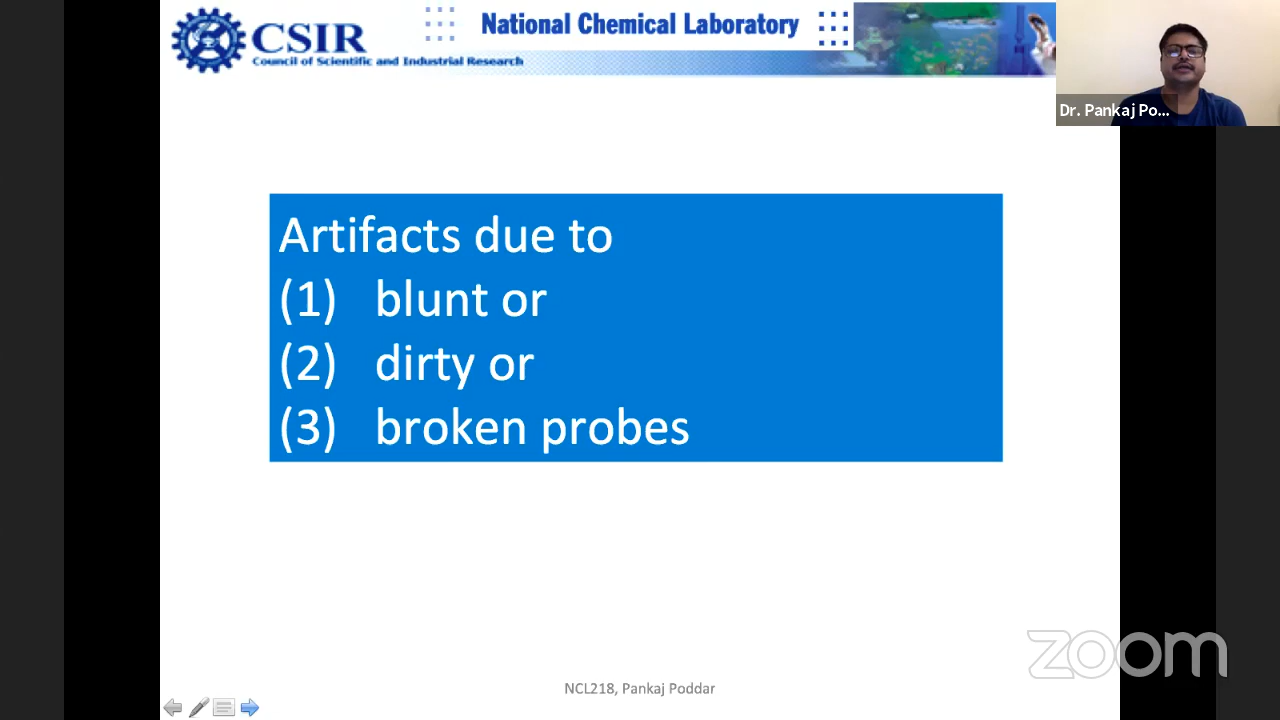 CSIR
Council of Scientific and Industrial Research
National Chemical Laboratory
Dr. Pankaj Po...
Artifacts due to
(1) blunt or
(2) dirty or
(3) broken probes
zoom
NCL218, Pankaj Poddar